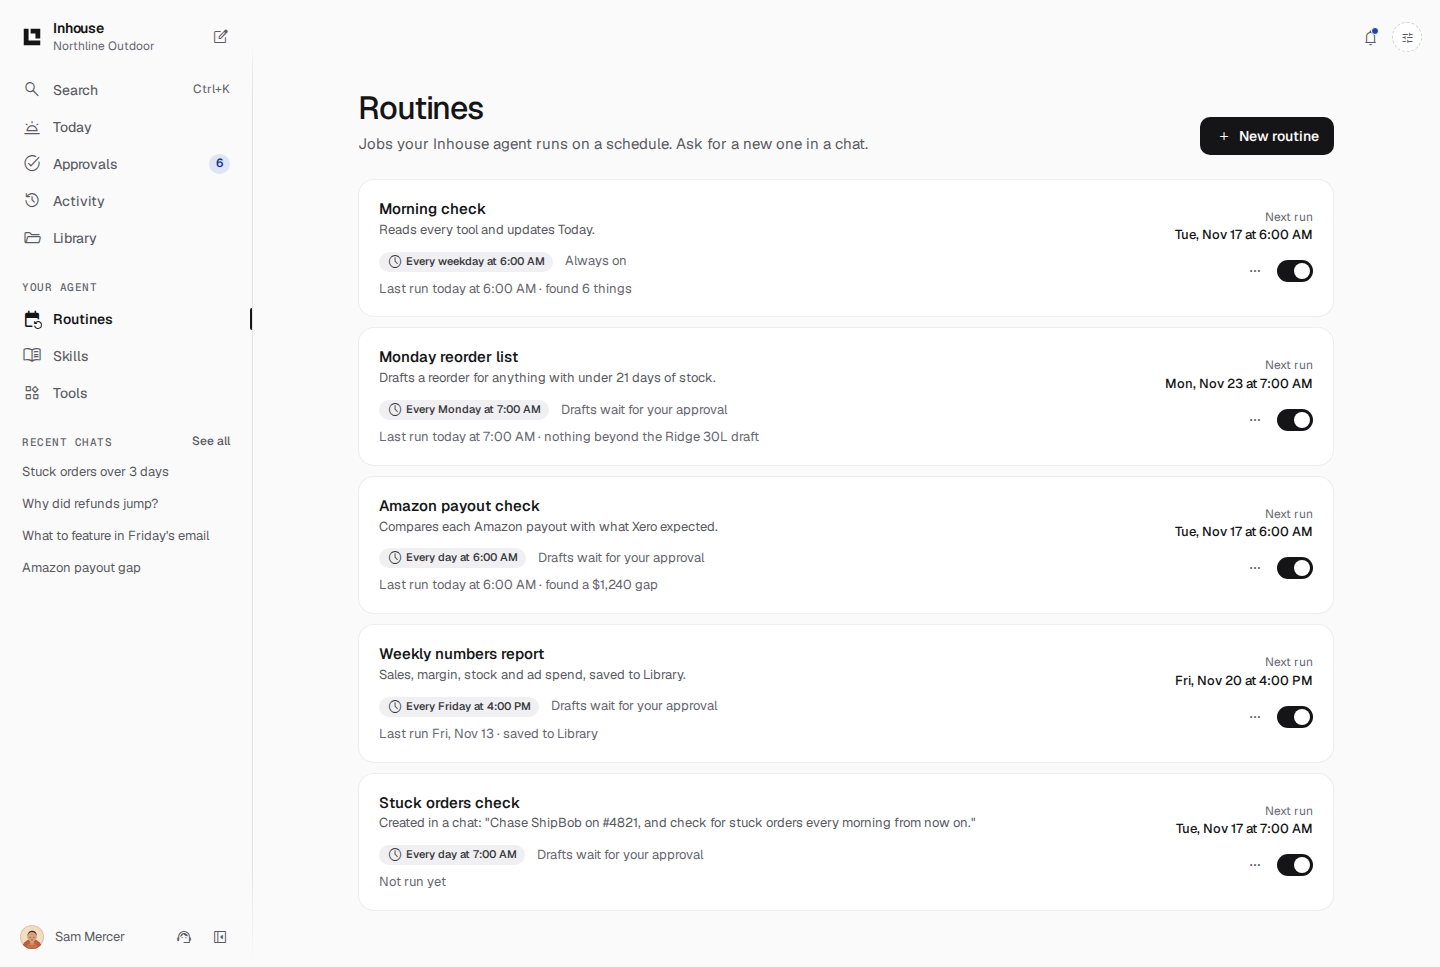 Inhouse
Northline Outdoor
Search Ctrl+K
Today
Approvals 6
Activity
Library
YOUR AGENT
Routines
Skills
Tools
RECENT CHATS See all
Stuck orders over 3 days
Why did refunds jump?
What to feature in Friday's email
Amazon payout gap
Sam Mercer
Routines
Jobs your Inhouse agent runs on a schedule. Ask for a new one in a chat.
+ New routine
Morning check
Reads every tool and updates Today.
Every weekday at 6:00 AM Always on
Last run today at 6:00 AM · found 6 things
Next run
Tue, Nov 17 at 6:00 AM
Monday reorder list
Drafts a reorder for anything with under 21 days of stock.
Every Monday at 7:00 AM Drafts wait for your approval
Last run today at 7:00 AM · nothing beyond the Ridge 30L draft
Next run
Mon, Nov 23 at 7:00 AM
Amazon payout check
Compares each Amazon payout with what Xero expected.
Every day at 6:00 AM Drafts wait for your approval
Last run today at 6:00 AM · found a $1,240 gap
Next run
Tue, Nov 17 at 6:00 AM
Weekly numbers report
Sales, margin, stock and ad spend, saved to Library.
Every Friday at 4:00 PM Drafts wait for your approval
Last run Fri, Nov 13 · saved to Library
Next run
Fri, Nov 20 at 4:00 PM
Stuck orders check
Created in a chat: "Chase ShipBob on #4821, and check for stuck orders every morning from now on."
Every day at 7:00 AM Drafts wait for your approval
Not run yet
Next run
Tue, Nov 17 at 7:00 AM